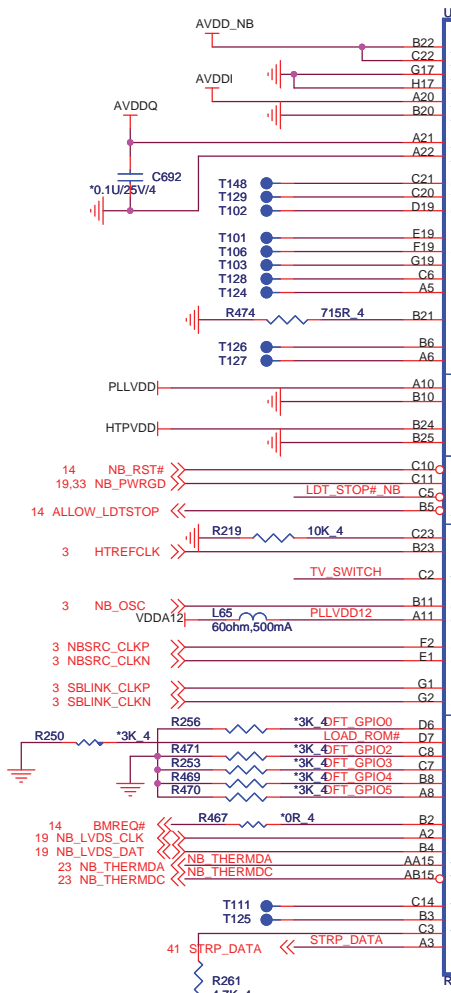 U
AVDD_NB
B22
C22
G17
H17
AVDDI
A20
B20
AVDDQ
A21
A22
C692
*0.1U/25V/4
T148 C21
T129 C20
T102 D19
T101 E19
T106 F19
T103 G19
T128 C6
T124 A5
R474 715R_4 B21
T126 B6
T127 A6
PLLVDD A10
B10
HTPVDD B24
B25
14 NB_RST# C10
19,33 NB_PWRGD C11
LDT_STOP#_NB C5
14 ALLOW_LDTSTOP B5
R219 10K_4 C23
3 HTREFCLK B23
TV_SWITCH C2
3 NB_OSC B11
VDDA12 L65 PLLVDD12 A11
60ohm,500mA
3 NBSRC_CLKP F2
3 NBSRC_CLKN E1
3 SBLINK_CLKP G1
3 SBLINK_CLKN G2
R256 *3K_4 DFT_GPIO0 D6
R250 *3K_4 LOAD_ROM# D7
R471 *3K_4 DFT_GPIO2 C8
R253 *3K_4 DFT_GPIO3 C7
R469 *3K_4 DFT_GPIO4 B8
R470 *3K_4 DFT_GPIO5 A8
14 BMREQ# R467 *0R_4 B2
19 NB_LVDS_CLK A2
19 NB_LVDS_DAT B4
23 NB_THERMDA NB_THERMDA AA15
23 NB_THERMDC NB_THERMDC AB15
T111 C14
T125 B3
C3
41 STRP_DATA STRP_DATA A3
R261
4.7K_4
R